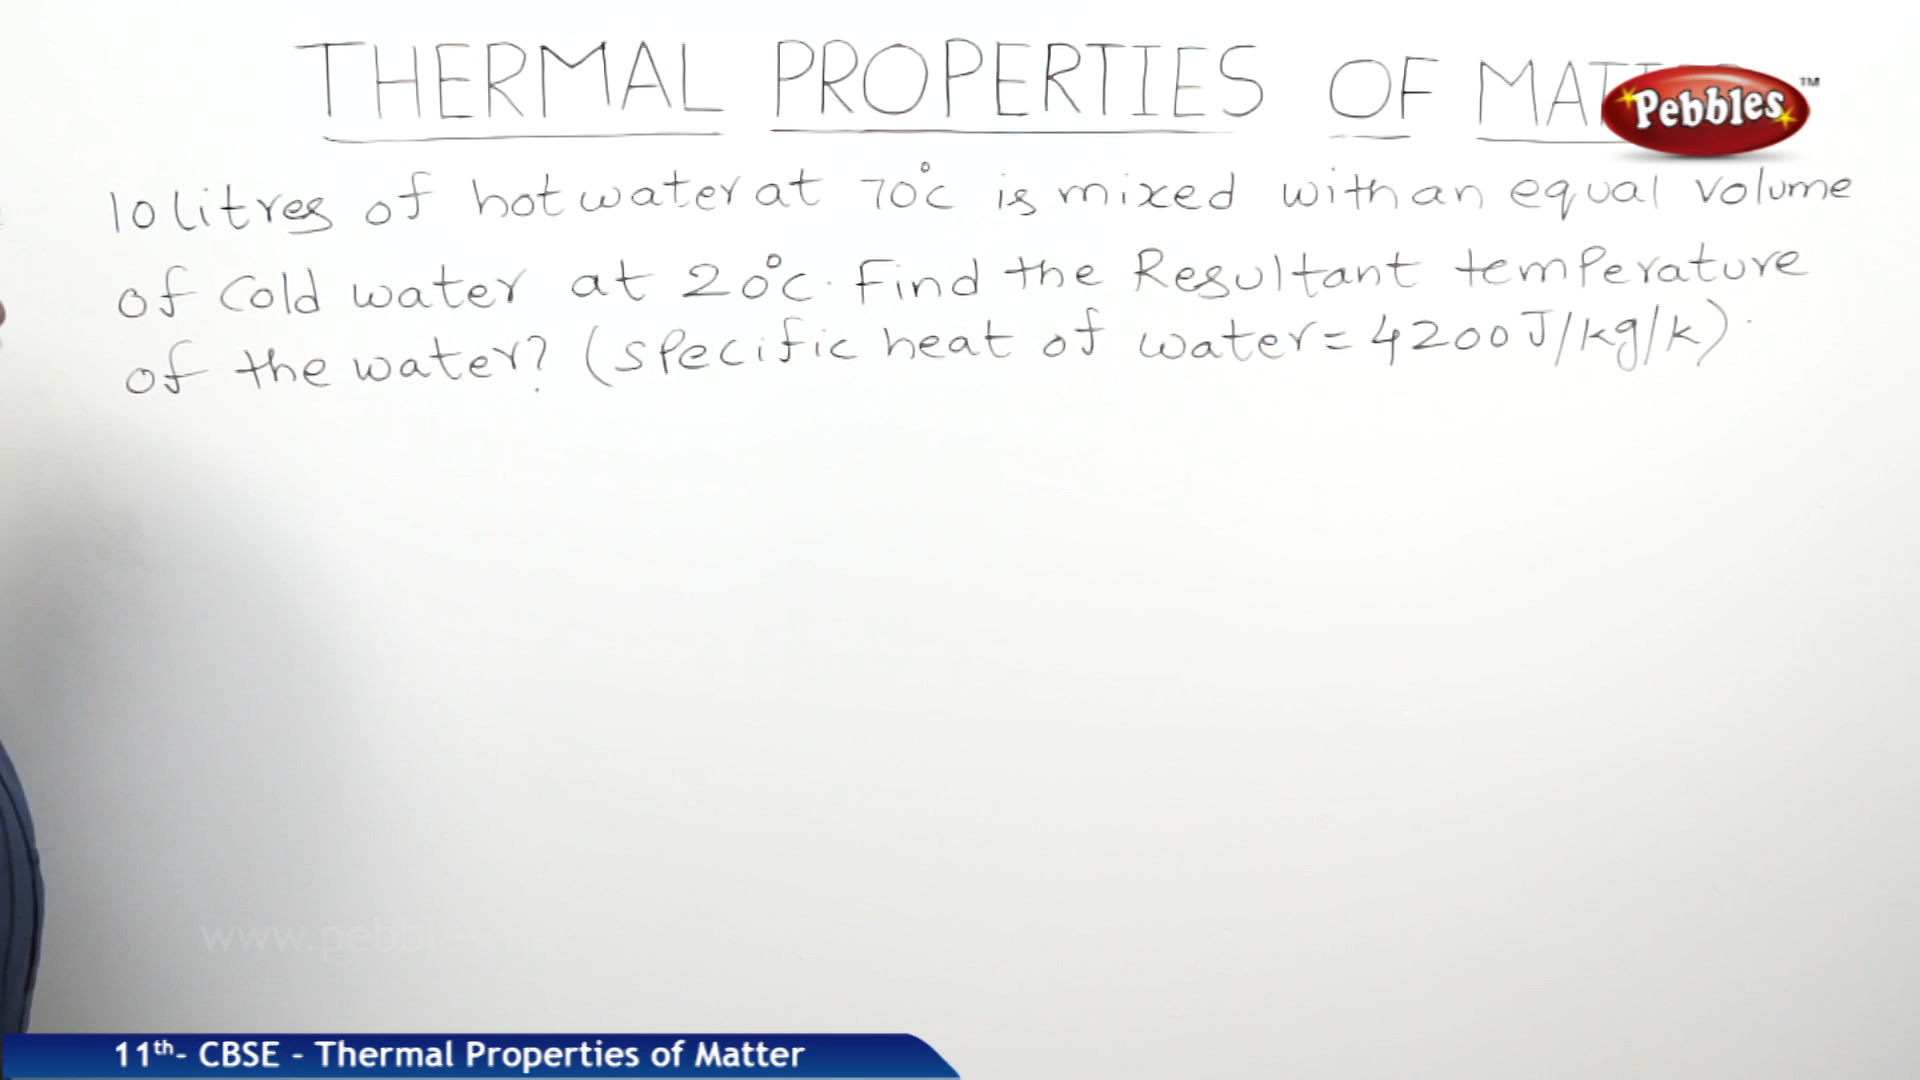 THERMAL PROPERTIES OF MAT
Pebbles™
10 litres of hot water at 70°c is mixed with an equal volume
of cold water at 20°c. Find the Resultant temperature
of the water? (specific heat of water = 4200 J/kg/k).
www.pebbles
11th- CBSE - Thermal Properties of Matter